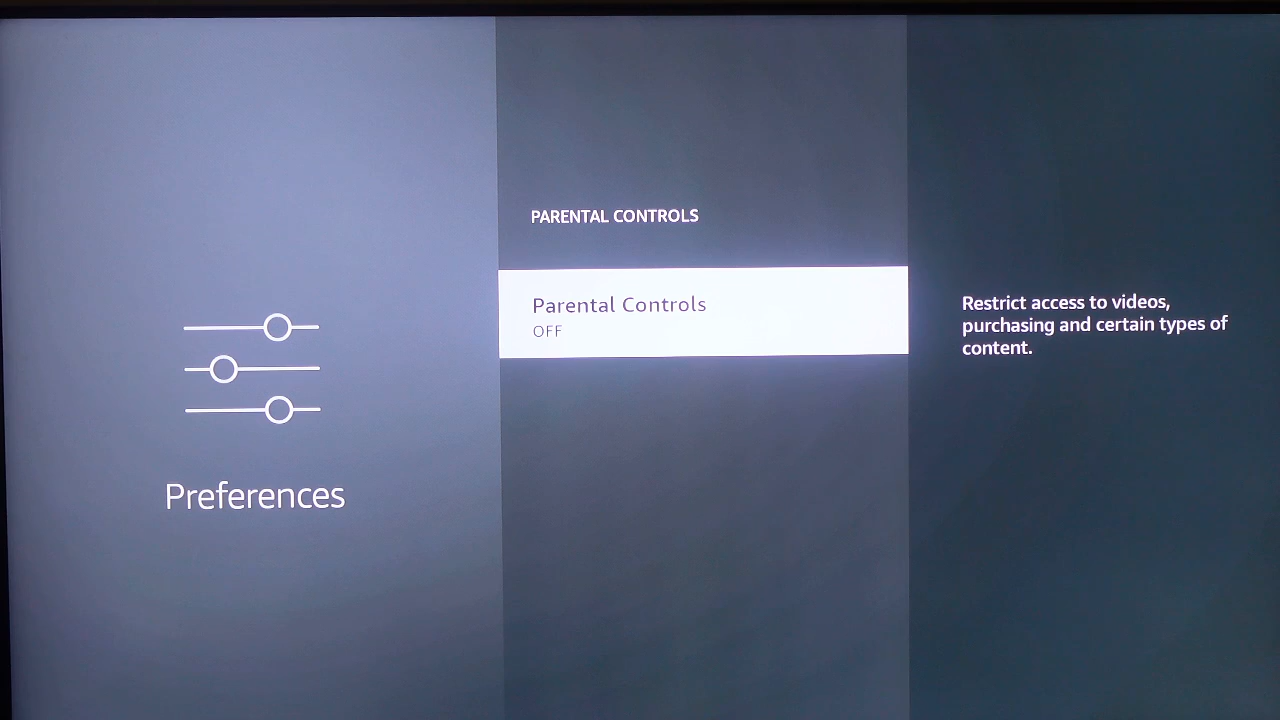 PARENTAL CONTROLS
Parental Controls
OFF
Restrict access to videos,
purchasing and certain types of
content.
Preferences